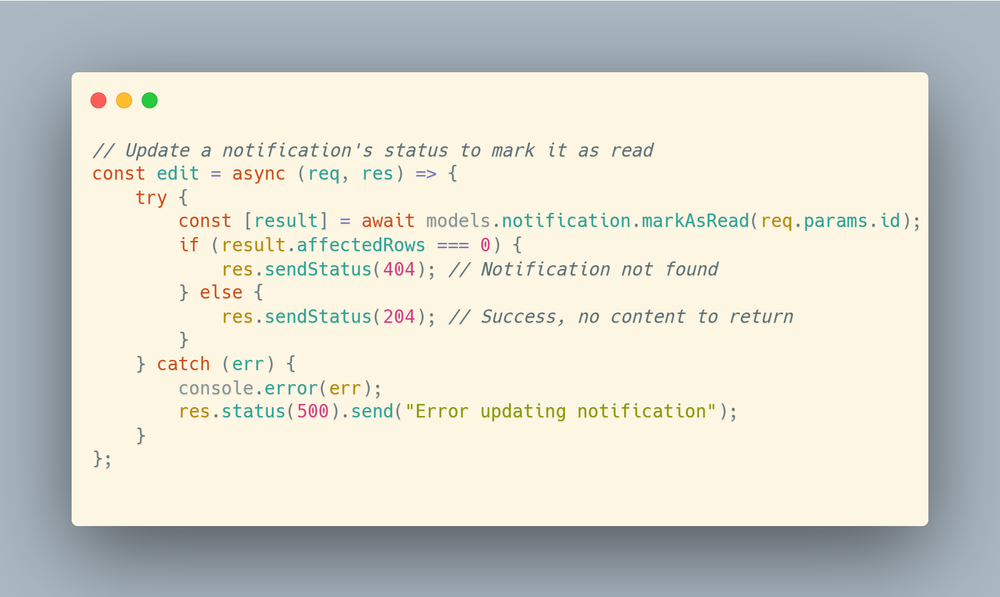 // Update a notification's status to mark it as read
const edit = async (req, res) => {
    try {
        const [result] = await models.notification.markAsRead(req.params.id);
        if (result.affectedRows === 0) {
            res.sendStatus(404); // Notification not found
        } else {
            res.sendStatus(204); // Success, no content to return
        }
    } catch (err) {
        console.error(err);
        res.status(500).send("Error updating notification");
    }
};